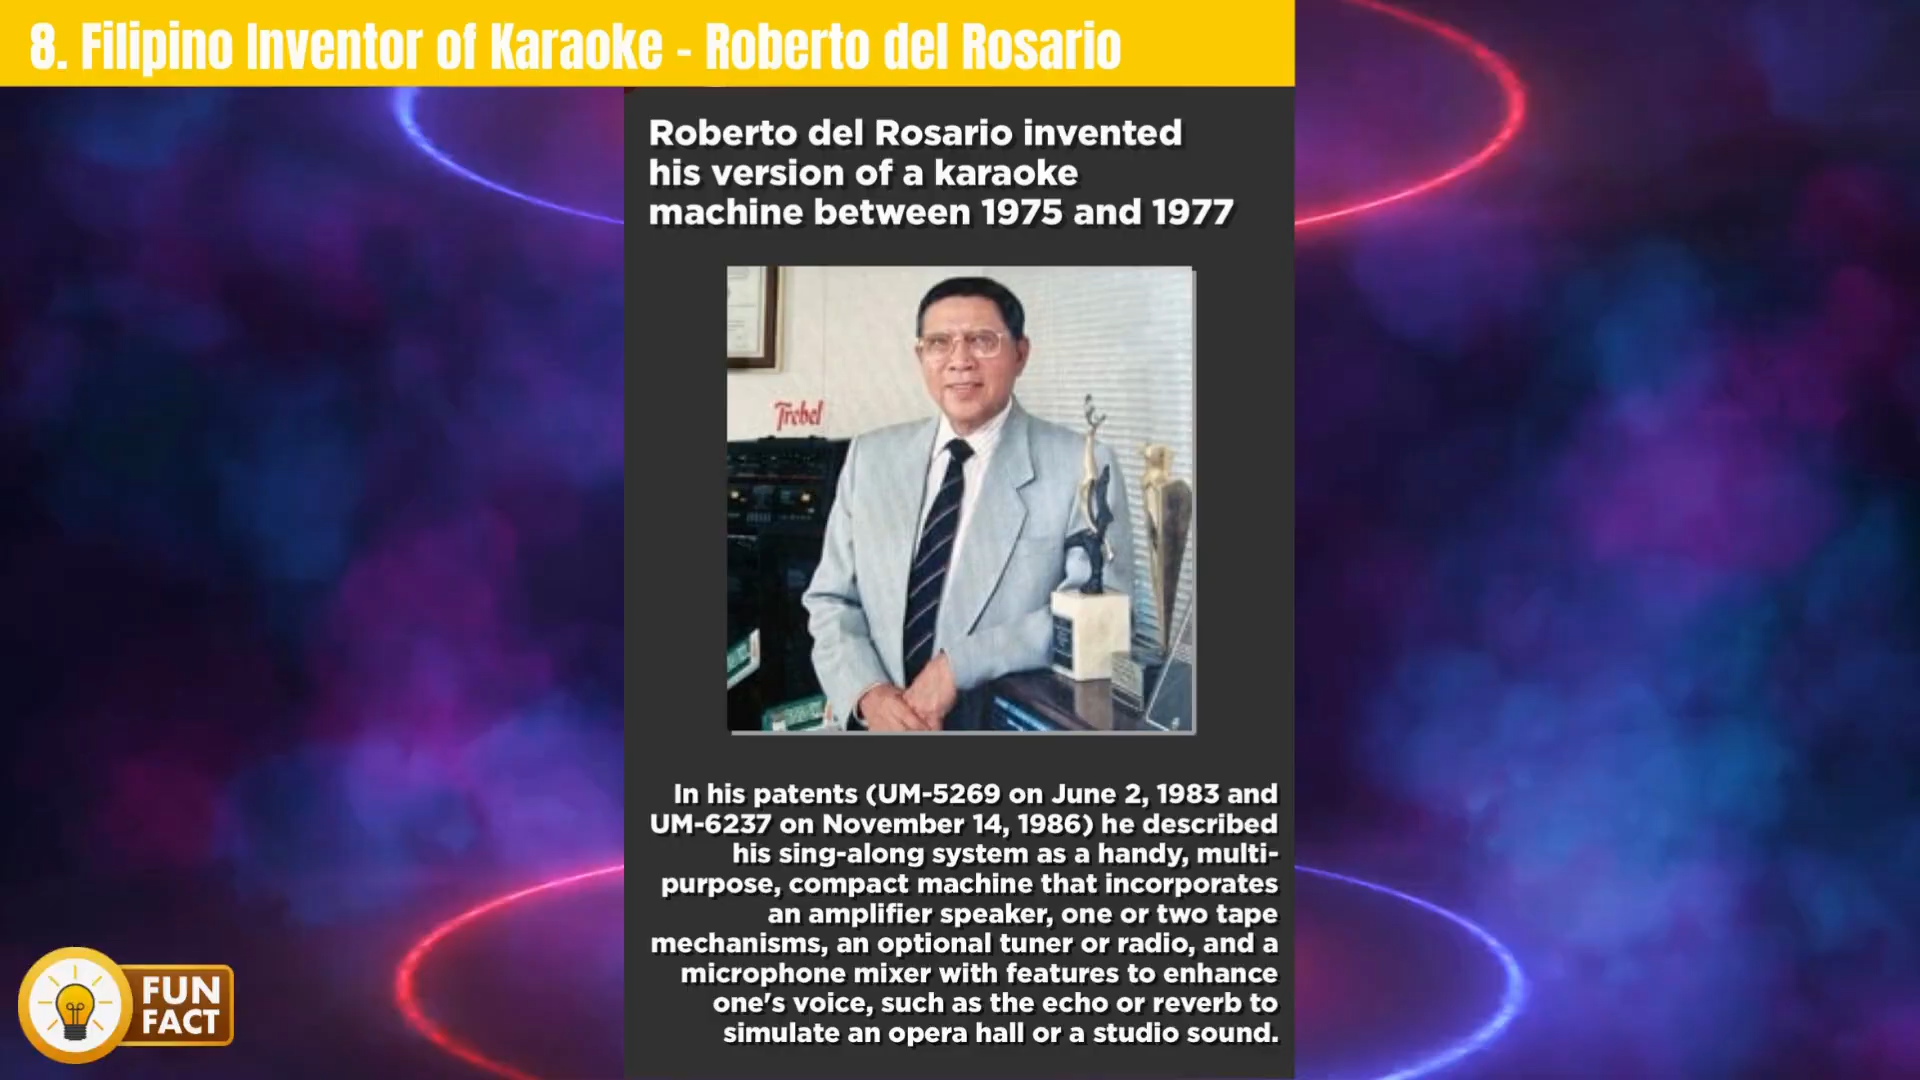 8. Filipino Inventor of Karaoke - Roberto del Rosario
Roberto del Rosario invented
his version of a karaoke
machine between 1975 and 1977
Trebel
In his patents (UM-5269 on June 2, 1983 and
UM-6237 on November 14, 1986) he described
his sing-along system as a handy, multi-
purpose, compact machine that incorporates
an amplifier speaker, one or two tape
mechanisms, an optional tuner or radio, and a
microphone mixer with features to enhance
one's voice, such as the echo or reverb to
simulate an opera hall or a studio sound.
FUN
FACT